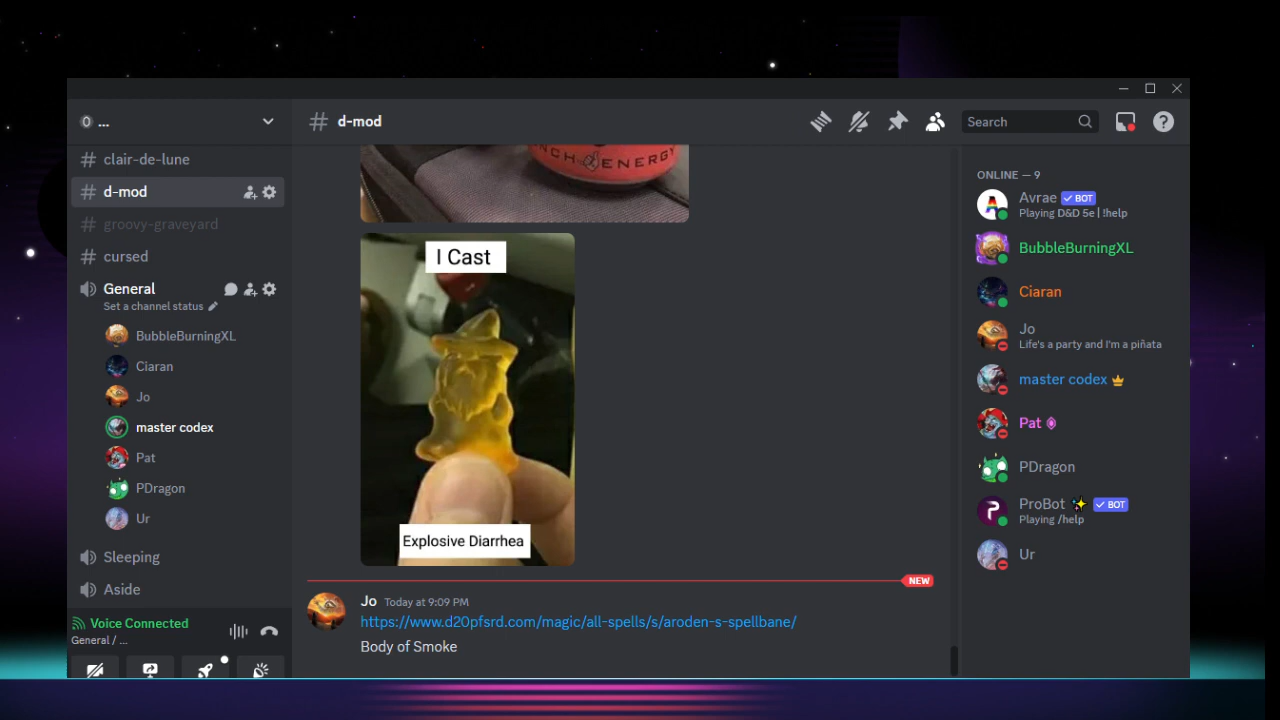 ...
d-mod
Search
clair-de-lune
d-mod
groovy-graveyard
cursed
General
Set a channel status
BubbleBurningXL
Ciaran
Jo
master codex
Pat
PDragon
Ur
Sleeping
Aside
Voice Connected
General / ...
NCH ENERGY
I Cast
Explosive Diarrhea
NEW
Jo Today at 9:09 PM
https://www.d20pfsrd.com/magic/all-spells/s/aroden-s-spellbane/
Body of Smoke
ONLINE — 9
Avrae BOT
Playing D&D 5e | !help
BubbleBurningXL
Ciaran
Jo
Life's a party and I'm a piñata
master codex
Pat
PDragon
ProBot BOT
Playing /help
Ur